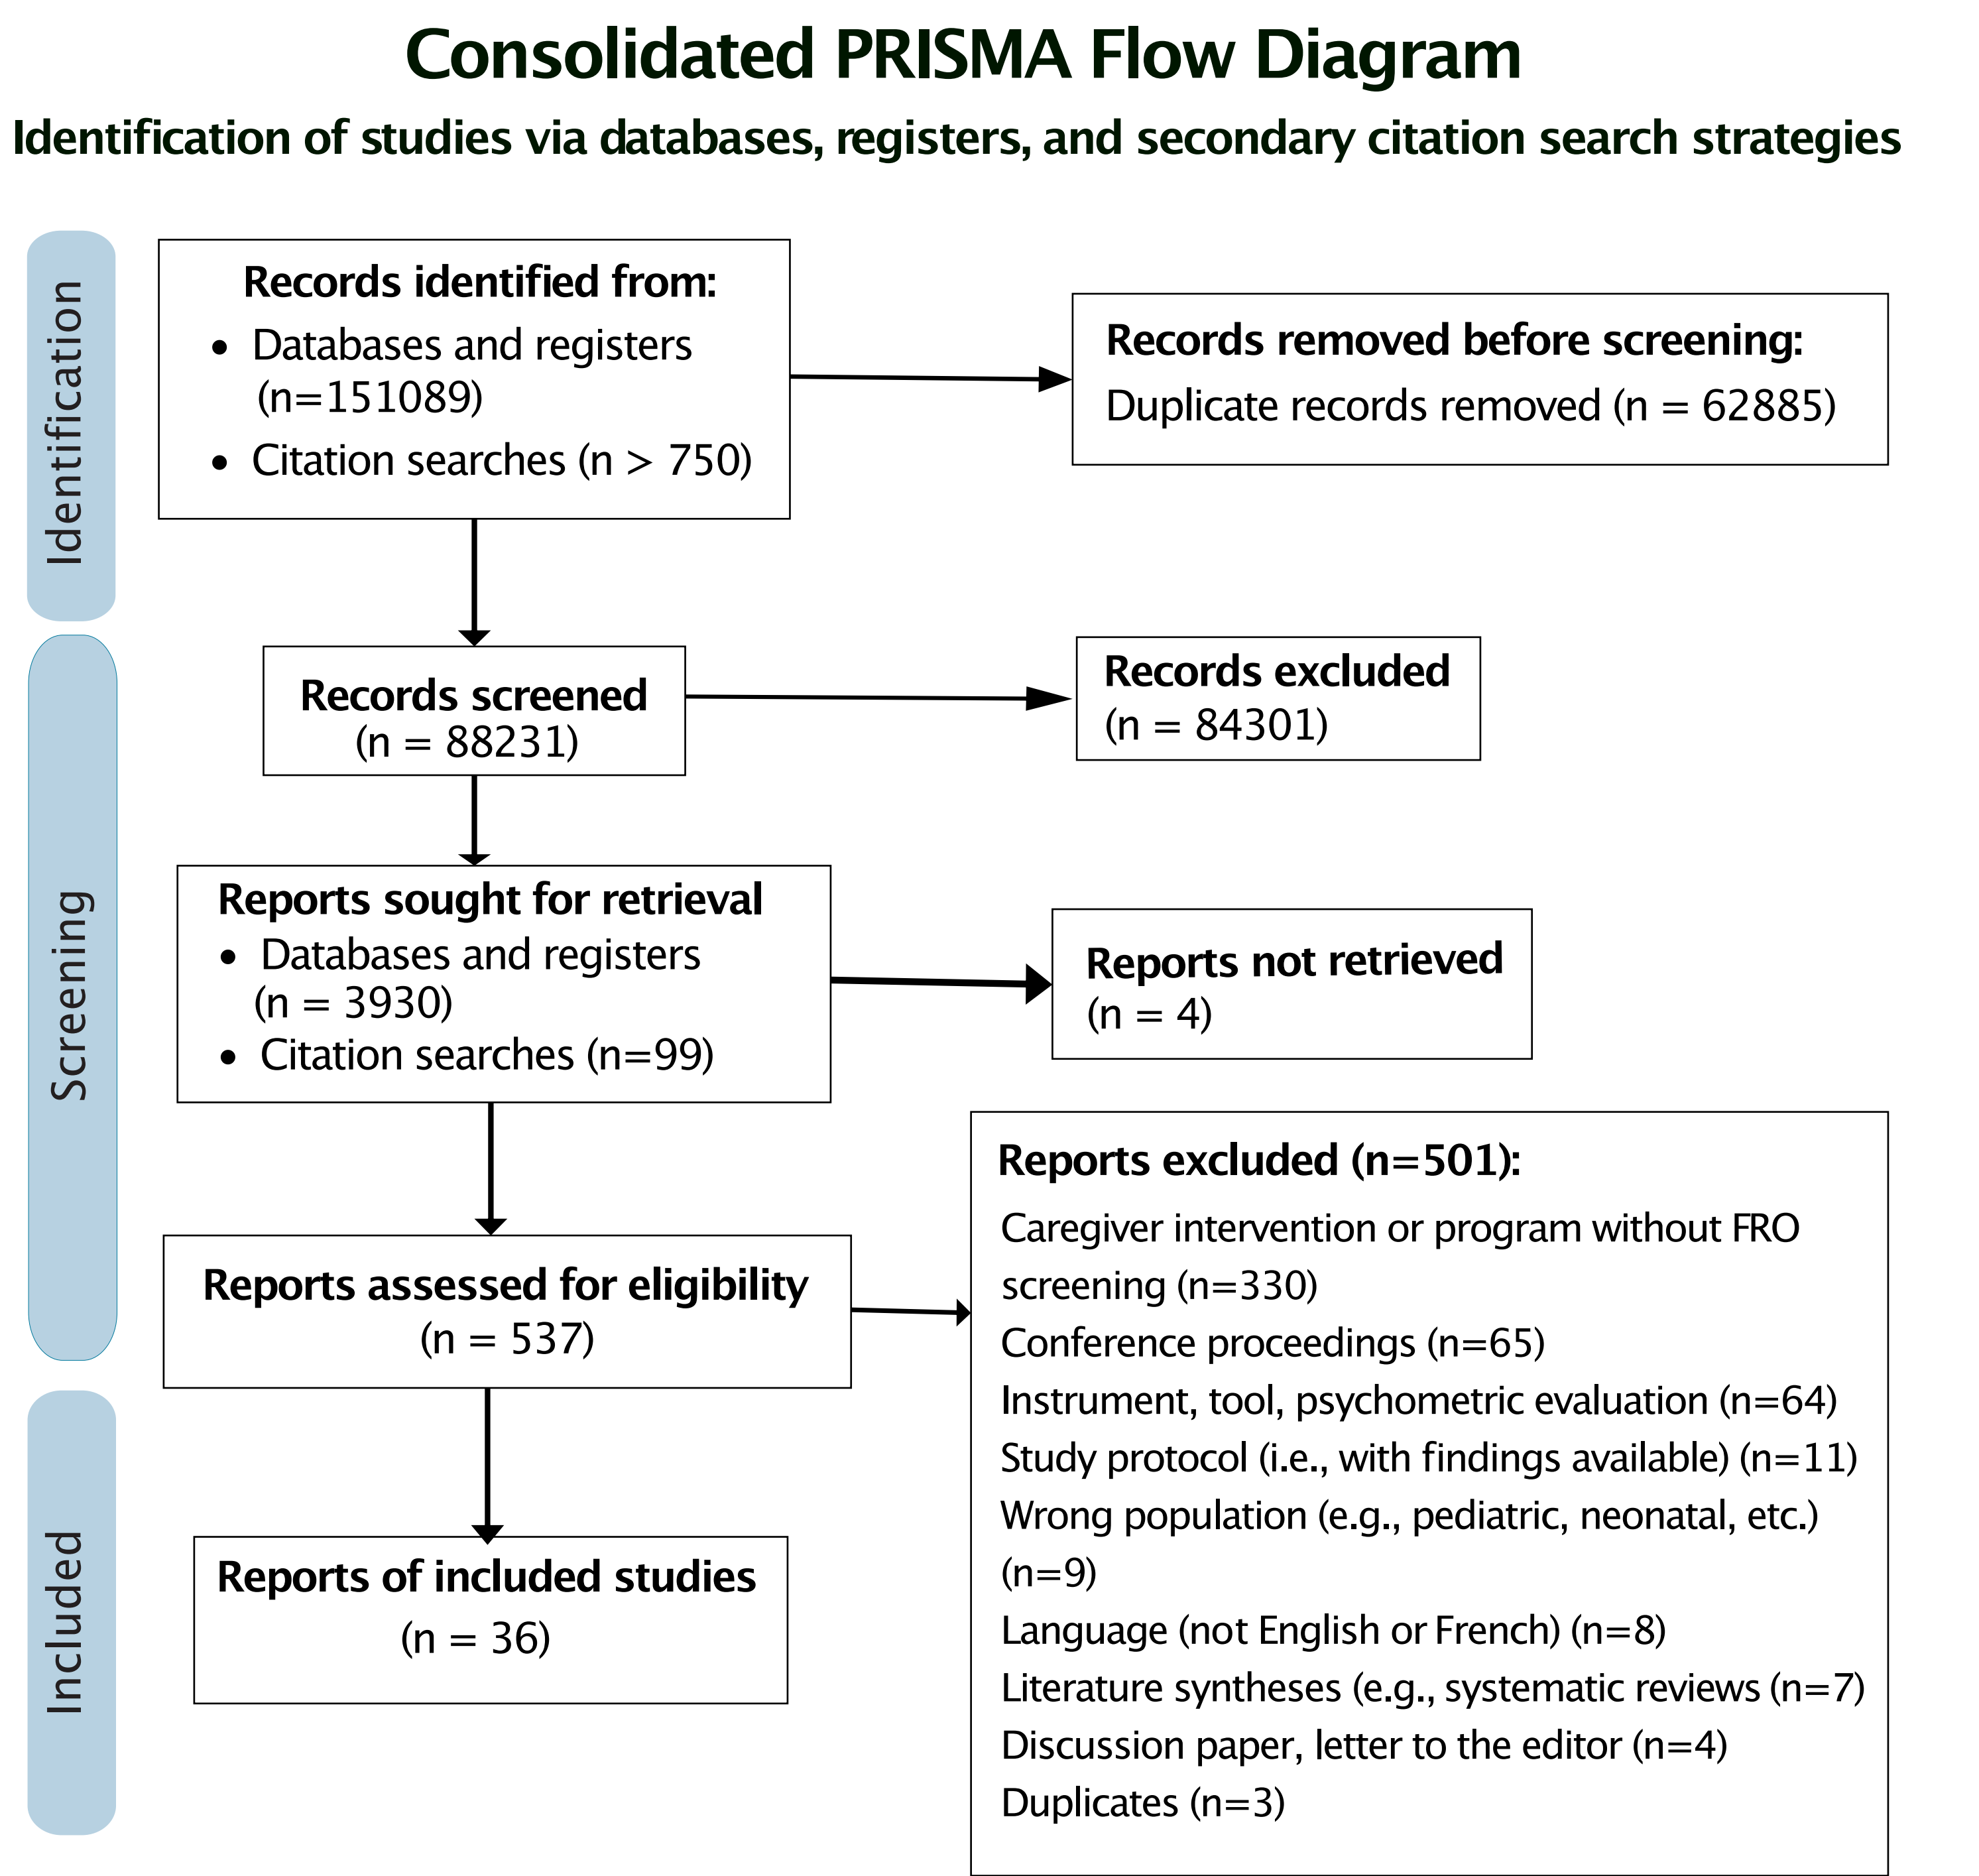 Consolidated PRISMA Flow Diagram
Identification of studies via databases, registers, and secondary citation search strategies
Identification
Records identified from:
• Databases and registers
(n=151089)
• Citation searches (n > 750)
Records removed before screening:
Duplicate records removed (n = 62885)
Screening
Records screened
(n = 88231)
Records excluded
(n = 84301)
Reports sought for retrieval
• Databases and registers
(n = 3930)
• Citation searches (n=99)
Reports not retrieved
(n = 4)
Reports assessed for eligibility
(n = 537)
Reports excluded (n=501):
Caregiver intervention or program without FRO
screening (n=330)
Conference proceedings (n=65)
Instrument, tool, psychometric evaluation (n=64)
Study protocol (i.e., with findings available) (n=11)
Wrong population (e.g., pediatric, neonatal, etc.)
(n=9)
Language (not English or French) (n=8)
Literature syntheses (e.g., systematic reviews (n=7)
Discussion paper, letter to the editor (n=4)
Duplicates (n=3)
Included
Reports of included studies
(n = 36)